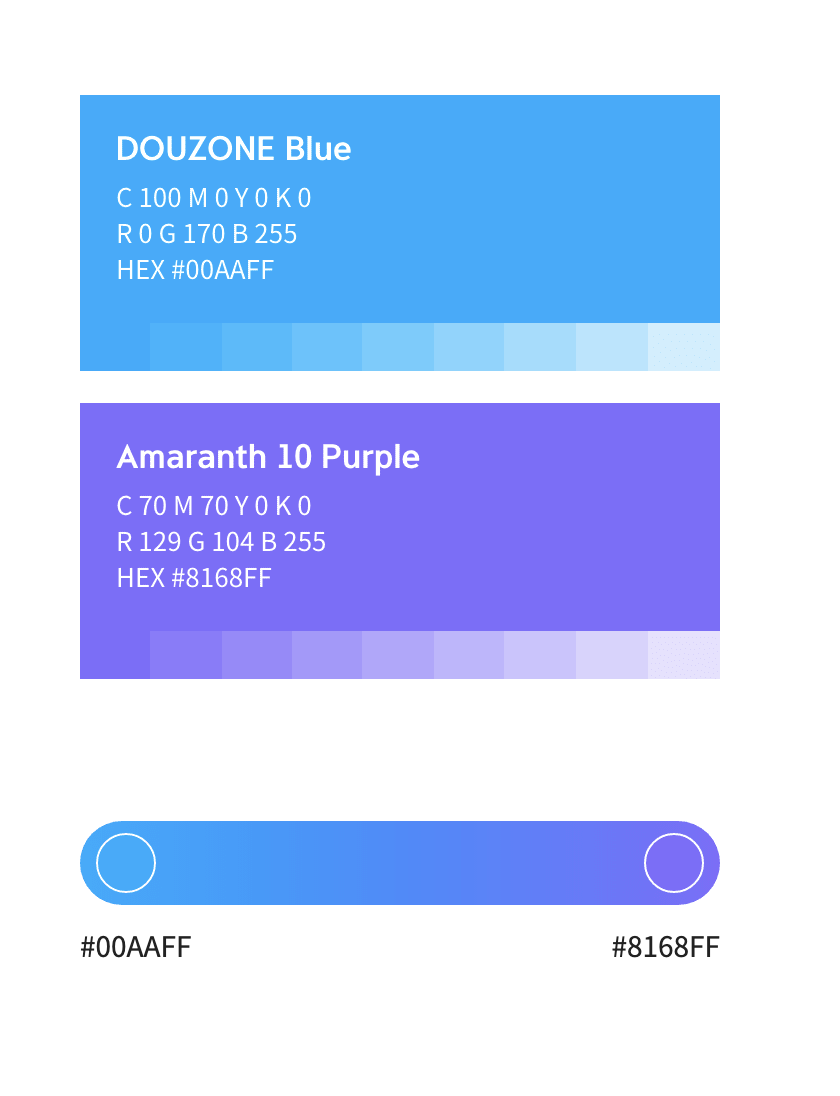 DOUZONE Blue
C 100 M 0 Y 0 K 0
R 0 G 170 B 255
HEX #00AAFF
Amaranth 10 Purple
C 70 M 70 Y 0 K 0
R 129 G 104 B 255
HEX #8168FF
#00AAFF #8168FF